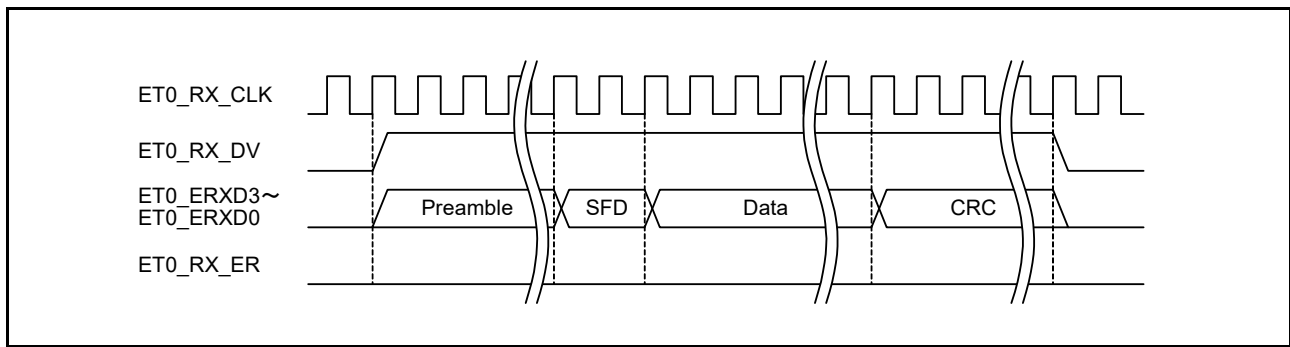 ET0_RX_CLK
ET0_RX_DV
ET0_ERXD3～
ET0_ERXD0
Preamble
SFD
Data
CRC
ET0_RX_ER